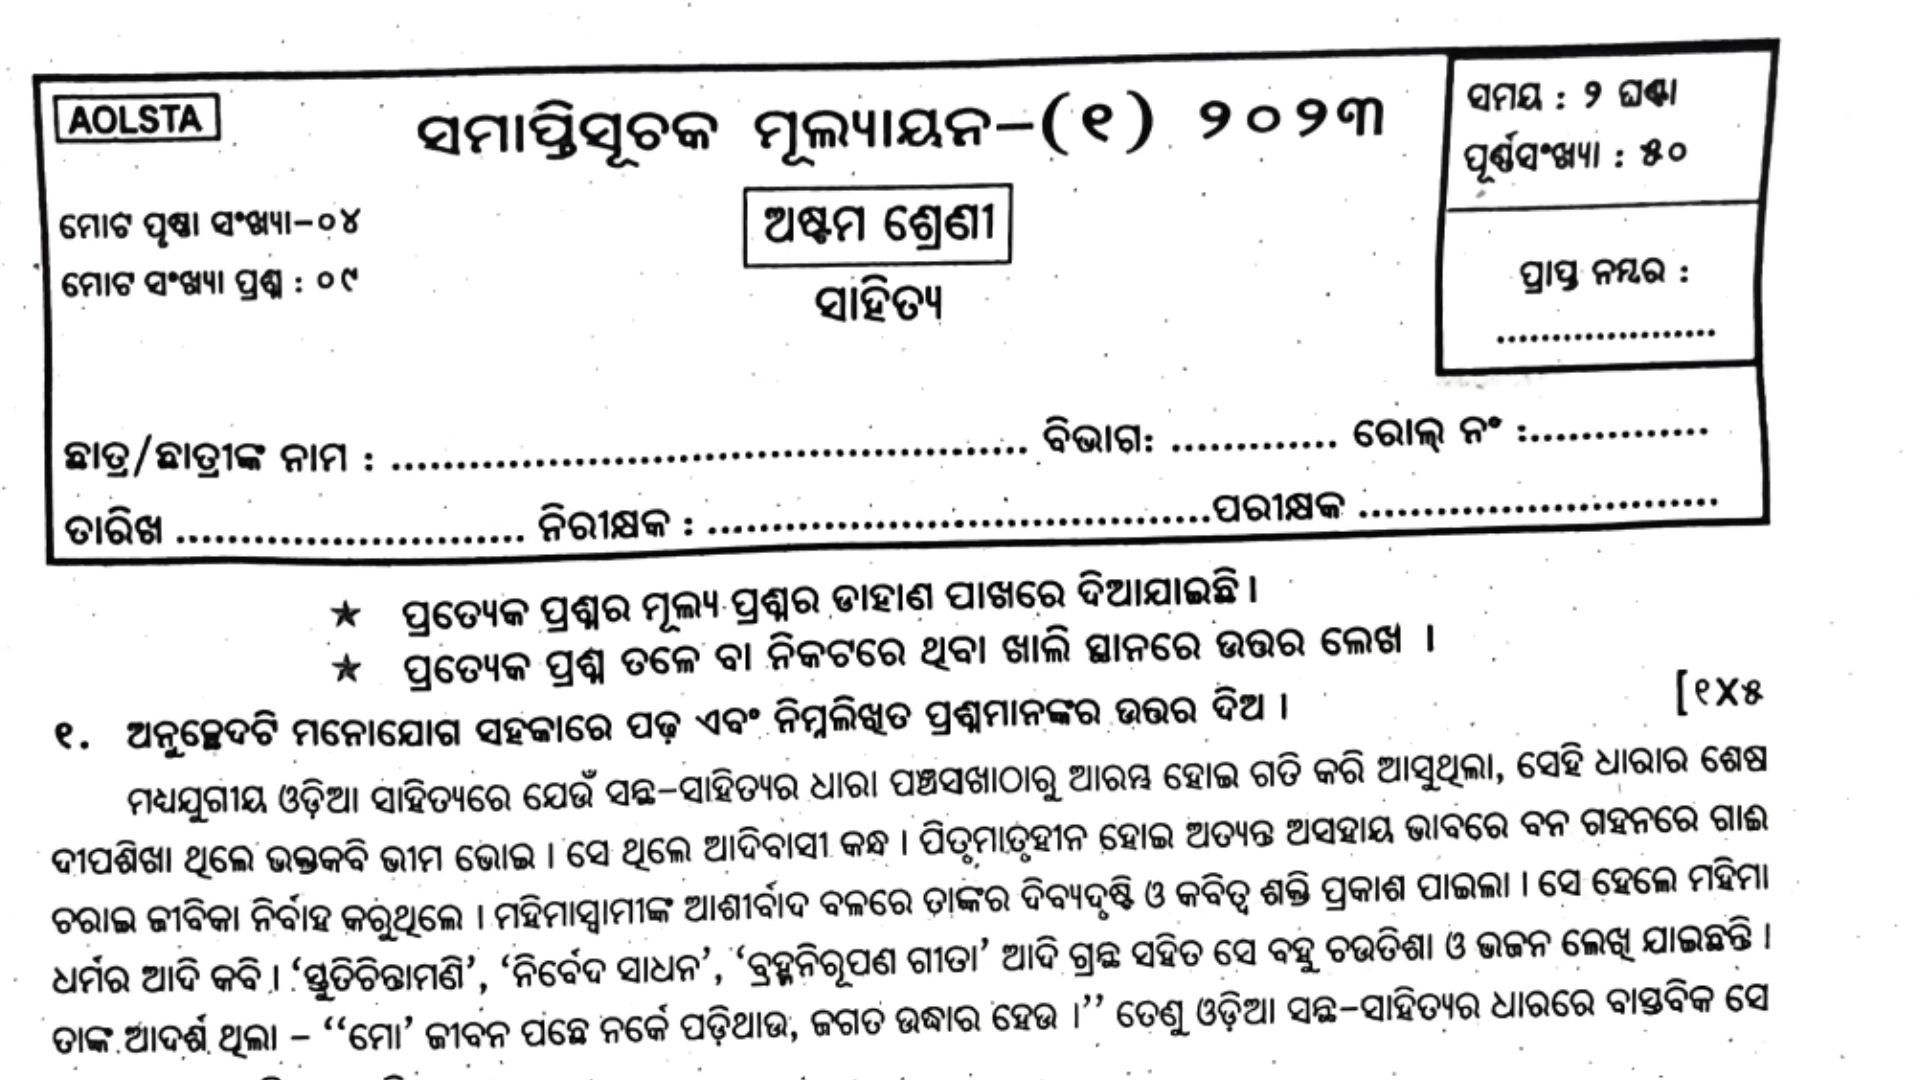 AOLSTA
ସମାପ୍ତିସୂଚକ ମୂଲ୍ୟାୟନ–(୧) ୨୦୨୩
ସମୟ : ୨ ଘଣ୍ଟା
ପୂର୍ଣ୍ଣସଂଖ୍ୟା : ୫୦
ମୋଟ ପୃଷ୍ଠା ସଂଖ୍ୟା–୦୪
ଅଷ୍ଟମ ଶ୍ରେଣୀ
ମୋଟ ସଂଖ୍ୟା ପ୍ରଶ୍ନ : ୦୯
ସାହିତ୍ୟ
ପ୍ରାପ୍ତ ନମ୍ବର :
....................
ଛାତ୍ର/ଛାତ୍ରୀଙ୍କ ନାମ : .................................................. ବିଭାଗ: ............. ରୋଲ୍ ନଂ :..............
ତାରିଖ ........................... ନିରୀକ୍ଷକ : .......................................ପରୀକ୍ଷକ ............................
★ ପ୍ରତ୍ୟେକ ପ୍ରଶ୍ନର ମୂଲ୍ୟ ପ୍ରଶ୍ନର ଡାହାଣ ପାଖରେ ଦିଆଯାଇଛି।
★ ପ୍ରତ୍ୟେକ ପ୍ରଶ୍ନ ତଳେ ବା ନିକଟରେ ଥିବା ଖାଲି ସ୍ଥାନରେ ଉତ୍ତର ଲେଖ ।
୧. ଅନୁଚ୍ଛେଦଟି ମନୋଯୋଗ ସହକାରେ ପଢ଼ ଏବଂ ନିମ୍ନଲିଖିତ ପ୍ରଶ୍ନମାନଙ୍କର ଉତ୍ତର ଦିଅ । [୧X୫
ମଧ୍ୟଯୁଗୀୟ ଓଡ଼ିଆ ସାହିତ୍ୟରେ ଯେଉଁ ସନ୍ଥ–ସାହିତ୍ୟର ଧାରା ପଞ୍ଚସଖାଠାରୁ ଆରମ୍ଭ ହୋଇ ଗତି କରି ଆସୁଥିଲା, ସେହି ଧାରାର ଶେଷ
ଦୀପଶିଖା ଥିଲେ ଭକ୍ତକବି ଭୀମ ଭୋଇ । ସେ ଥିଲେ ଆଦିବାସୀ କନ୍ଧ । ପିତୃମାତୃହୀନ ହୋଇ ଅତ୍ୟନ୍ତ ଅସହାୟ ଭାବରେ ବନ ଗହନରେ ଗାଈ
ଚରାଇ ଜୀବିକା ନିର୍ବାହ କରୁଥିଲେ । ମହିମାସ୍ୱାମୀଙ୍କ ଆଶୀର୍ବାଦ ବଳରେ ତାଙ୍କର ଦିବ୍ୟଦୃଷ୍ଟି ଓ କବିତ୍ୱ ଶକ୍ତି ପ୍ରକାଶ ପାଇଲା । ସେ ହେଲେ ମହିମା
ଧର୍ମର ଆଦି କବି । ‘ସ୍ତୁତିଚିନ୍ତାମଣି’, ‘ନିର୍ବେଦ ସାଧନ’, ‘ବ୍ରହ୍ମନିରୂପଣ ଗୀତା’ ଆଦି ଗ୍ରନ୍ଥ ସହିତ ସେ ବହୁ ଚଉତିଶା ଓ ଭଜନ ଲେଖି ଯାଇଛନ୍ତି ।
ତାଙ୍କ ଆଦର୍ଶ ଥିଲା – ‘‘ମୋ’ ଜୀବନ ପଛେ ନର୍କେ ପଡ଼ିଥାଉ, ଜଗତ ଉଦ୍ଧାର ହେଉ ।’’ ତେଣୁ ଓଡ଼ିଆ ସନ୍ଥ–ସାହିତ୍ୟର ଧାରରେ ବାସ୍ତବିକ ସେ